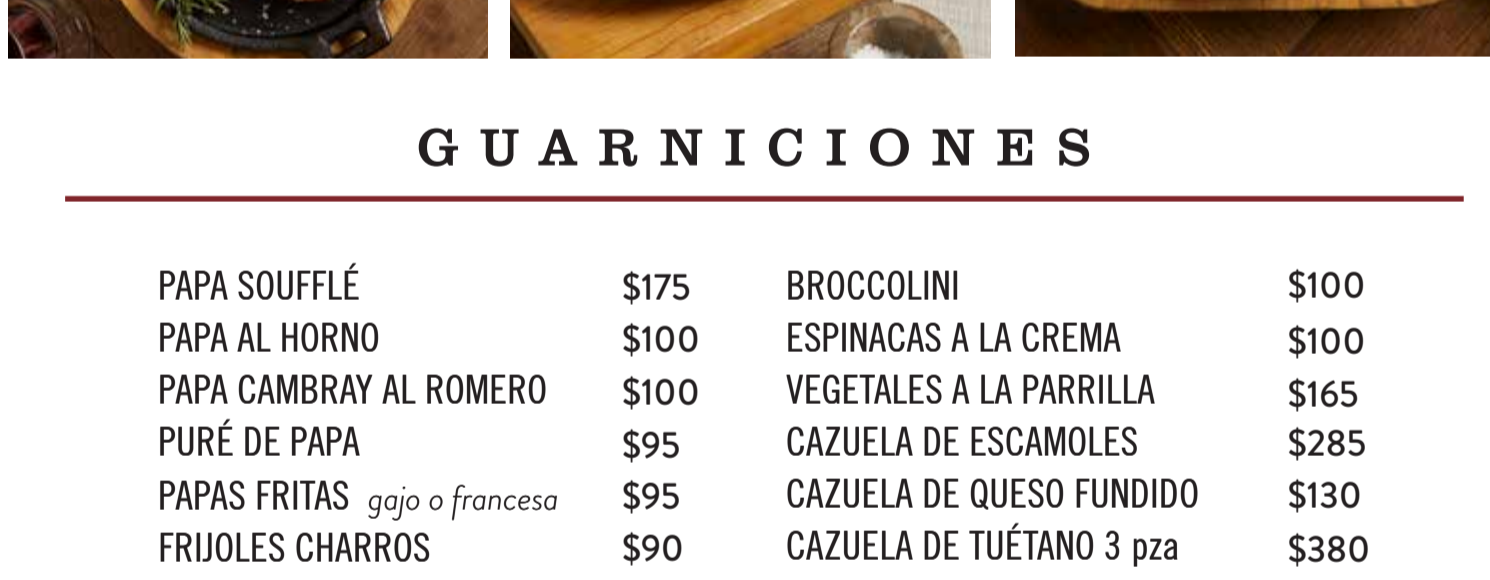 GUARNICIONES
PAPA SOUFFLÉ $175
PAPA AL HORNO $100
PAPA CAMBRAY AL ROMERO $100
PURÉ DE PAPA $95
PAPAS FRITAS gajo o francesa $95
FRIJOLES CHARROS $90
BROCCOLINI $100
ESPINACAS A LA CREMA $100
VEGETALES A LA PARRILLA $165
CAZUELA DE ESCAMOLES $285
CAZUELA DE QUESO FUNDIDO $130
CAZUELA DE TUÉTANO 3 pza $380